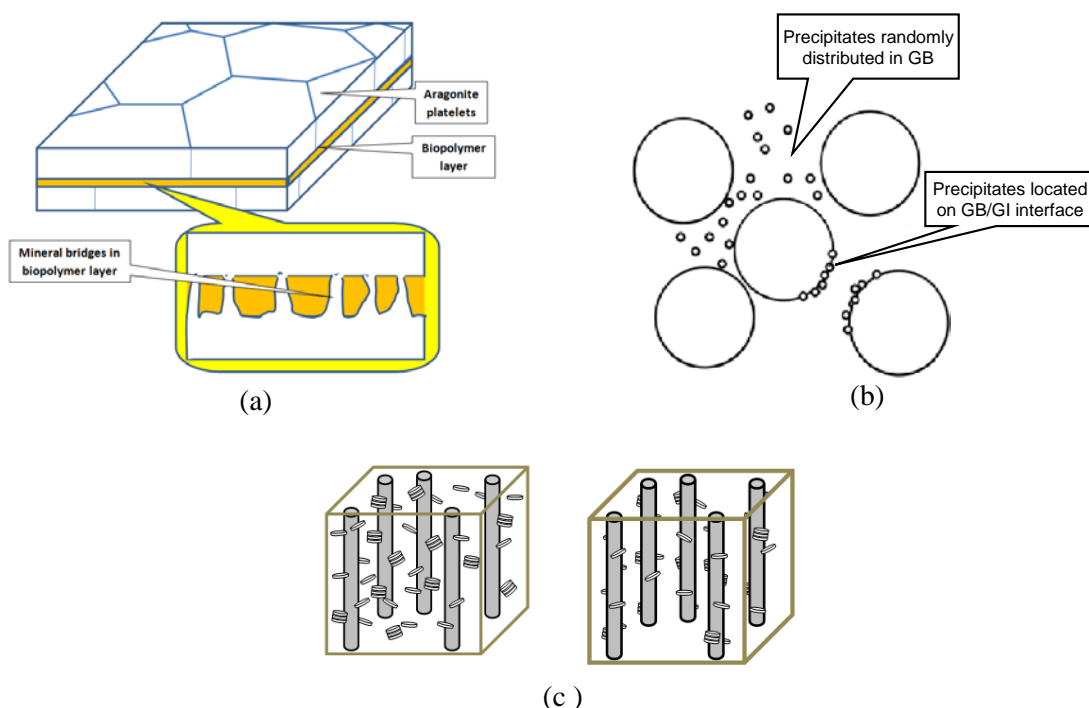 Aragonite
platelets
Biopolymer
layer
Mineral bridges in
biopolymer layer
(a)
Precipitates randomly
distributed in GB
Precipitates located
on GB/GI interface
(b)
(c )